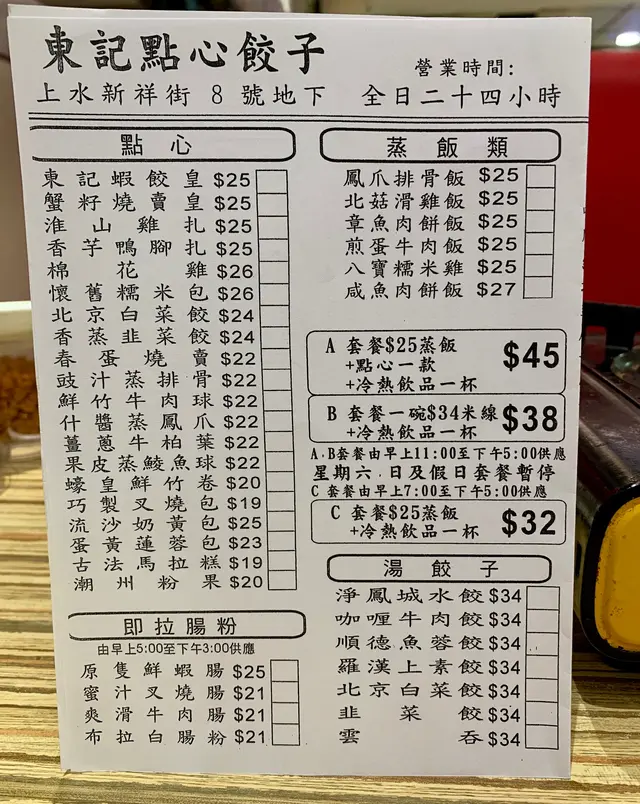 東記點心餃子
營業時間:
上水新祥街 8 號地下 全日二十四小時
點心
東記蝦餃皇 $25
蟹籽燒賣皇 $25
淮山雞扎 $25
香芋鴨腳扎 $25
棉花雞 $26
懷舊糯米包 $26
北京白菜餃 $24
香蒸韭菜餃 $24
春蛋燒賣 $22
豉汁蒸排骨 $22
鮮竹牛肉球 $22
什醬蒸鳳爪 $22
薑蔥牛柏葉 $22
果皮蒸鯪魚球 $22
蠔皇鮮竹卷 $20
巧製叉燒包 $19
流沙奶黃包 $25
蛋黃蓮蓉包 $23
古法馬拉糕 $19
潮州粉果 $20
即拉腸粉
由早上5:00至下午3:00供應
原隻鮮蝦腸 $25
蜜汁叉燒腸 $21
爽滑牛肉腸 $21
布拉白腸粉 $21
蒸飯類
鳳爪排骨飯 $25
北菇滑雞飯 $25
章魚肉餅飯 $25
煎蛋牛肉飯 $25
八寶糯米雞 $25
咸魚肉餅飯 $27
A 套餐$25蒸飯
+點心一款
+冷熱飲品一杯
$45
B 套餐一碗$34米線
+冷熱飲品一杯
$38
A,B套餐由早上11:00至下午5:00供應
星期六,日及假日套餐暫停
C 套餐由早上7:00至下午5:00供應
C 套餐$25蒸飯
+冷熱飲品一杯
$32
湯餃子
淨鳳城水餃 $34
咖喱牛肉餃 $34
順德魚蓉餃 $34
羅漢上素餃 $34
北京白菜餃 $34
韭菜餃 $34
雲吞 $34